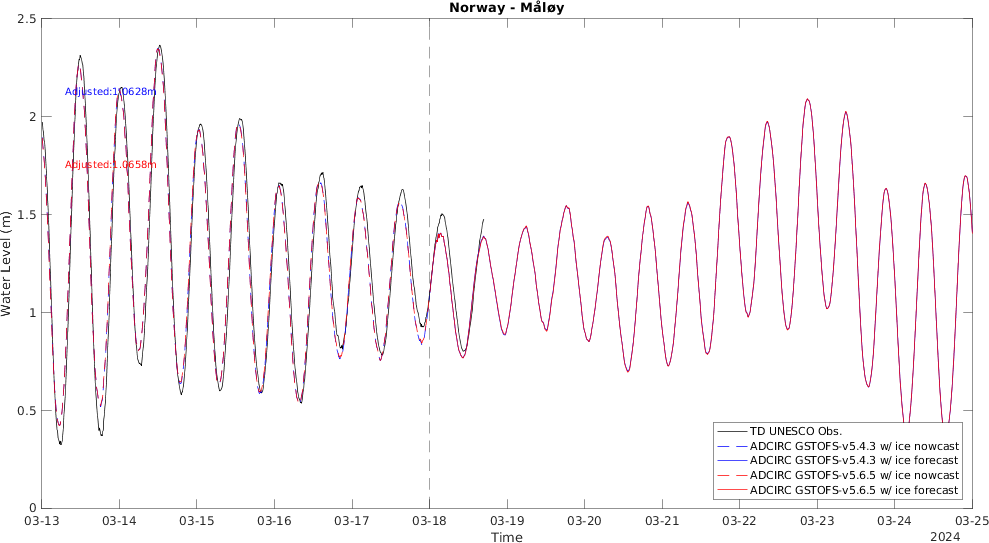 Norway - Måløy
2.5
2
1.5
1
0.5
0
Water Level (m)
Adjusted:1.0628m
Adjusted:1.0658m
TD UNESCO Obs.
ADCIRC GSTOFS-v5.4.3 w/ ice nowcast
ADCIRC GSTOFS-v5.4.3 w/ ice forecast
ADCIRC GSTOFS-v5.6.5 w/ ice nowcast
ADCIRC GSTOFS-v5.6.5 w/ ice forecast
03-13 03-14 03-15 03-16 03-17 03-18 03-19 03-20 03-21 03-22 03-23 03-24 03-25
Time
2024